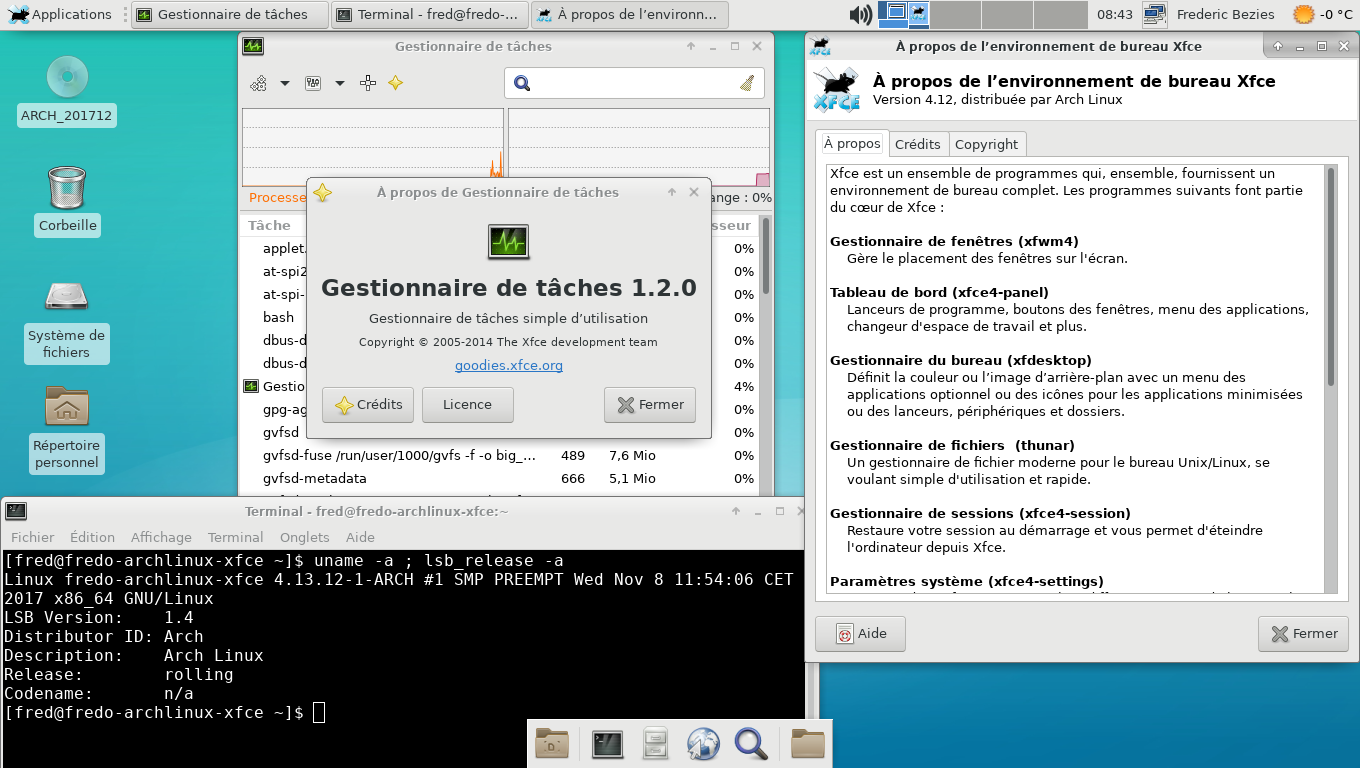 Applications
Gestionnaire de tâches
Terminal - fred@fredo-...
À propos de l’environn...
08:43
Frederic Bezies
-0 °C
ARCH_201712
Corbeille
Système de
fichiers
Répertoire
personnel
Gestionnaire de tâches
Tâche
0%
applet.
0%
at-spi2
0%
at-spi-
0%
bash
0%
dbus-d
0%
dbus-d
0%
Gestio
4%
gpg-ag
0%
gvfsd
0%
gvfsd-fuse /run/user/1000/gvfs -f -o big_... 489 7,6 Mio 0%
gvfsd-metadata 666 5,1 Mio 0%
À propos de Gestionnaire de tâches
Gestionnaire de tâches 1.2.0
Gestionnaire de tâches simple d’utilisation
Copyright © 2005-2014 The Xfce development team
goodies.xfce.org
Crédits
Licence
Fermer
Terminal - fred@fredo-archlinux-xfce:~
Fichier Édition Affichage Terminal Onglets Aide
[fred@fredo-archlinux-xfce ~]$ uname -a ; lsb_release -a
Linux fredo-archlinux-xfce 4.13.12-1-ARCH #1 SMP PREEMPT Wed Nov 8 11:54:06 CET
2017 x86_64 GNU/Linux
LSB Version: 1.4
Distributor ID: Arch
Description: Arch Linux
Release: rolling
Codename: n/a
[fred@fredo-archlinux-xfce ~]$
À propos de l’environnement de bureau Xfce
XFCE
À propos de l’environnement de bureau Xfce
Version 4.12, distribuée par Arch Linux
À propos
Crédits
Copyright
Xfce est un ensemble de programmes qui, ensemble, fournissent un
environnement de bureau complet. Les programmes suivants font partie
du cœur de Xfce :
Gestionnaire de fenêtres (xfwm4)
Gère le placement des fenêtres sur l'écran.
Tableau de bord (xfce4-panel)
Lanceurs de programme, boutons des fenêtres, menu des applications,
changeur d'espace de travail et plus.
Gestionnaire du bureau (xfdesktop)
Définit la couleur ou l’image d’arrière-plan avec un menu des
applications optionnel ou des icônes pour les applications minimisées
ou des lanceurs, périphériques et dossiers.
Gestionnaire de fichiers (thunar)
Un gestionnaire de fichier moderne pour le bureau Unix/Linux, se
voulant simple d'utilisation et rapide.
Gestionnaire de sessions (xfce4-session)
Restaure votre session au démarrage et vous permet d'éteindre
l'ordinateur depuis Xfce.
Paramètres système (xfce4-settings)
Aide
Fermer